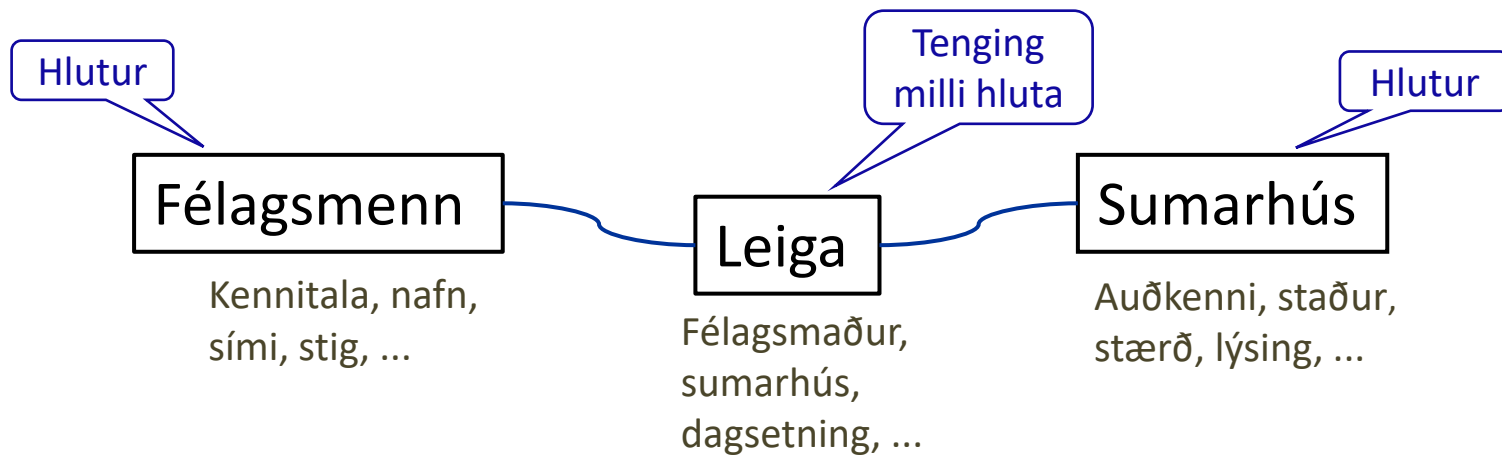 Hlutur
Tenging
milli hluta
Hlutur
Félagsmenn
Leiga
Sumarhús
Kennitala, nafn,
sími, stig, ...
Félagsmaður,
sumarhús,
dagsetning, ...
Auðkenni, staður,
stærð, lýsing, ...